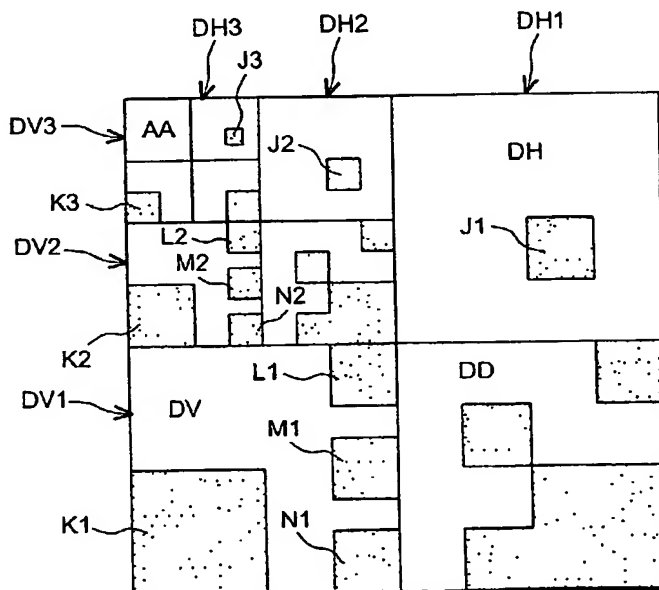 DH3 DH2 DH1
J3
DV3 AA
J2 DH
K3 J1
L2
DV2 M2
N2
K2
L1 DD
DV1 DV
M1
K1 N1